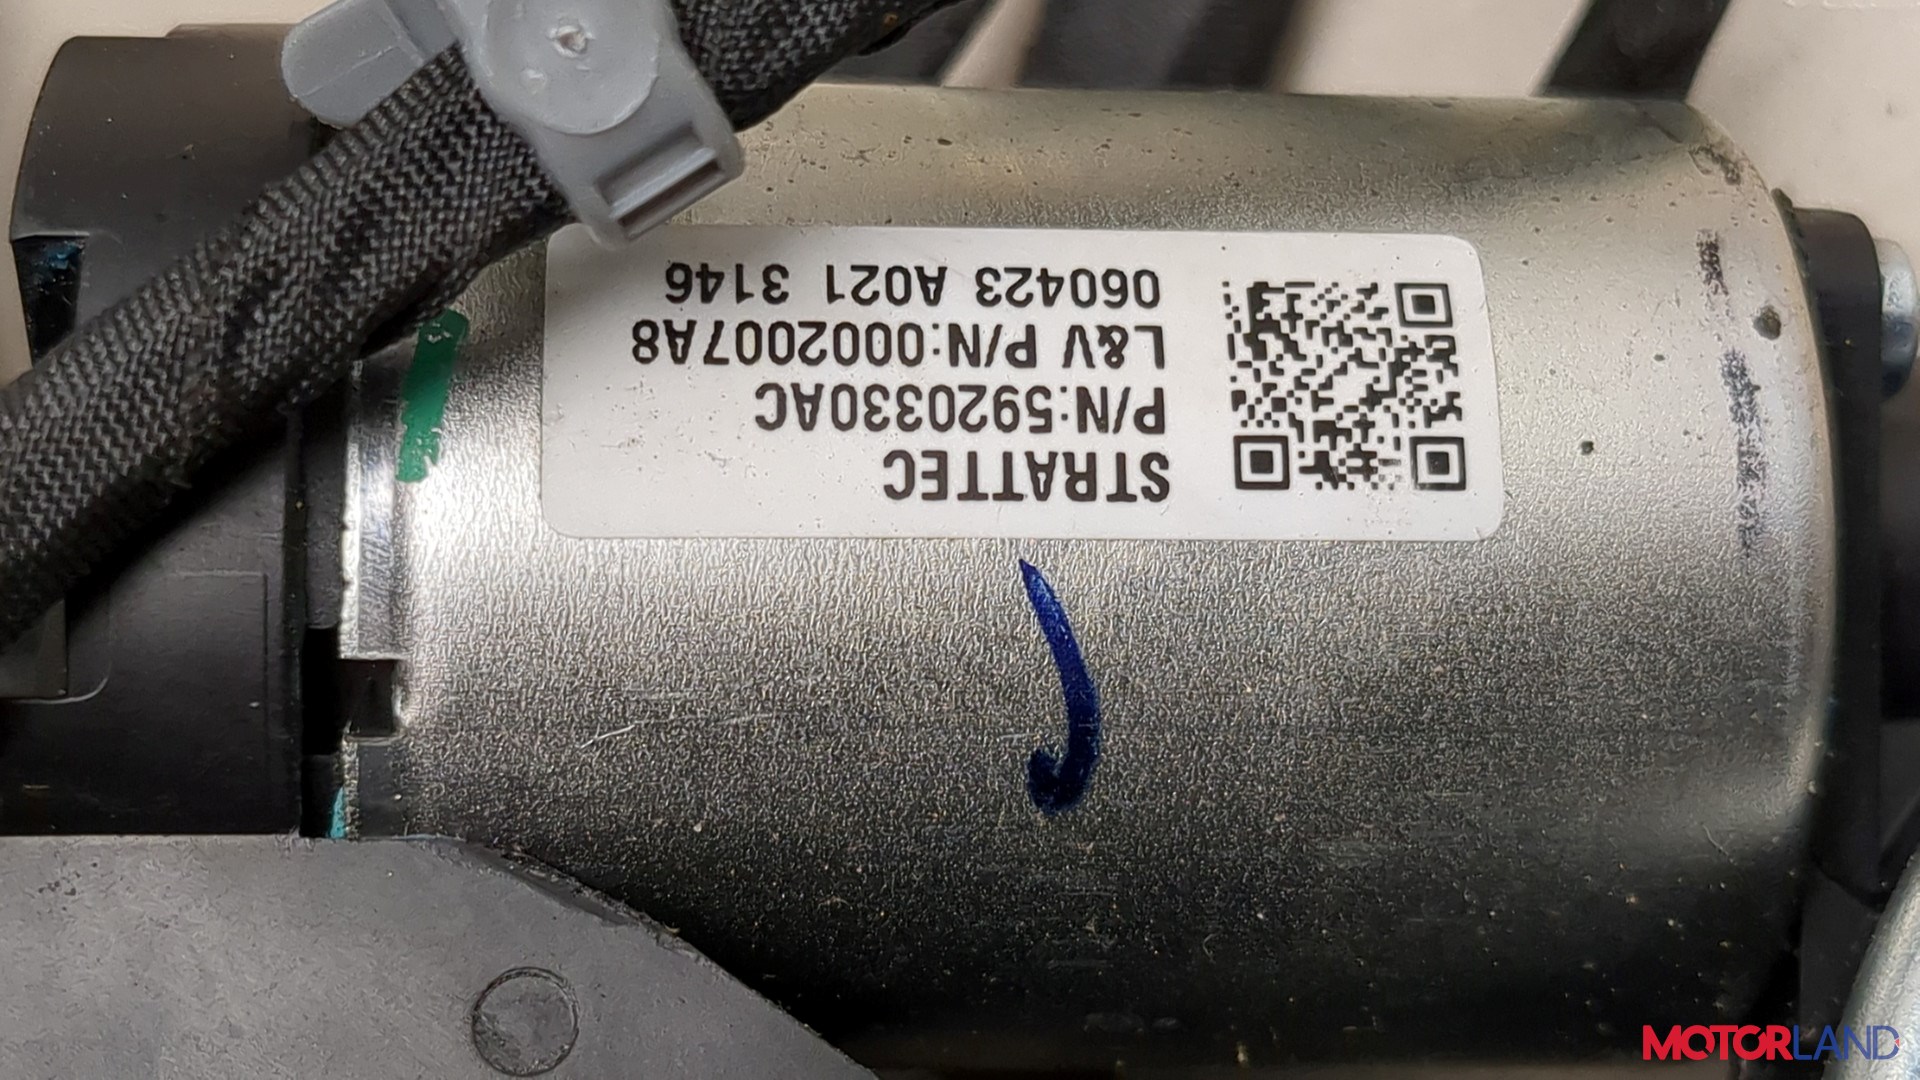 STRATTEC
P/N:5920330AC
L&V P/N:0002007A8
060423 A021 3146
MOTORLAND